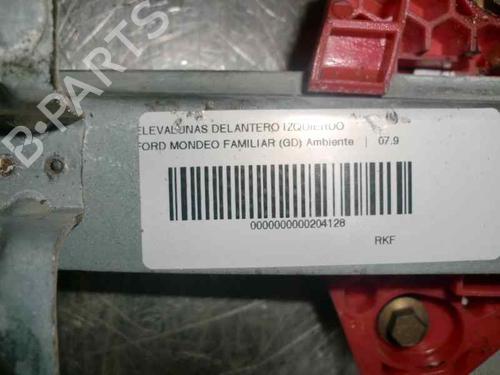 B-PARTS
ELEVALUNAS DELANTERO IZQUIERDO
FORD MONDEO FAMILIAR (GD) Ambiente | 07.9
0000000000204128
RKF